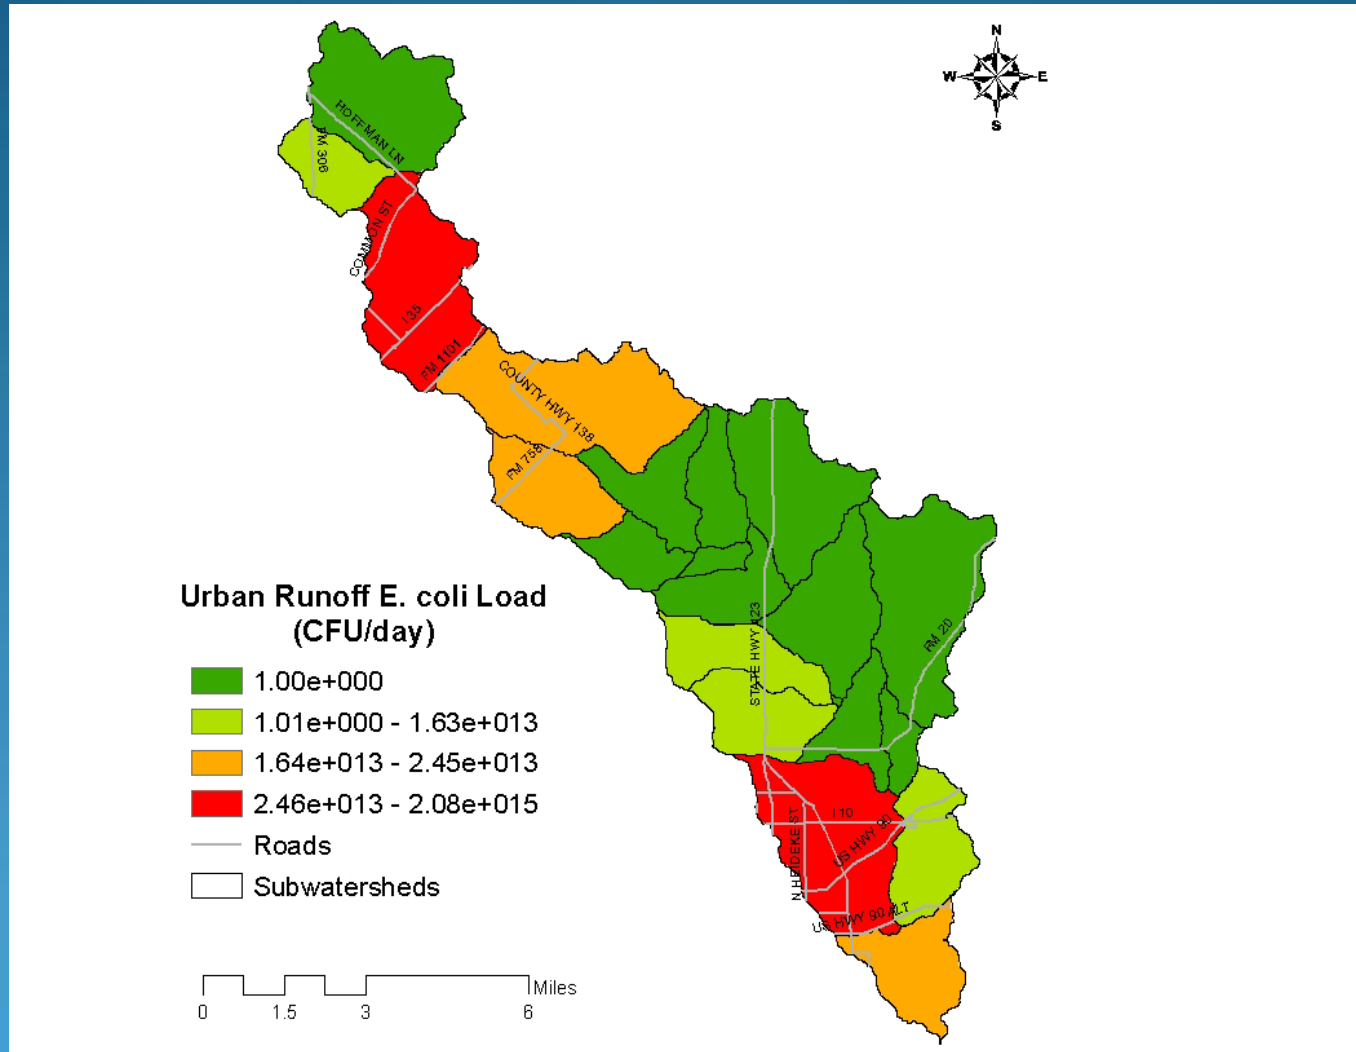 N
W E
S
HOFFMAN LN
FM 306
COMMON ST
I 35
FM 1101
COUNTY HWY 138
FM 758
STATE HWY 123
FM 20
I 10
US HWY 90
N HEIDEKE ST
US HWY 90 ALT
Urban Runoff E. coli Load
(CFU/day)
1.00e+000
1.01e+000 - 1.63e+013
1.64e+013 - 2.45e+013
2.46e+013 - 2.08e+015
Roads
Subwatersheds
Miles
0 1.5 3 6